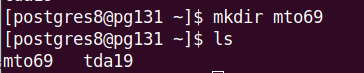 [postgres8@pg131 ~]$ mkdir mto69
[postgres8@pg131 ~]$ ls
mto69   tda19